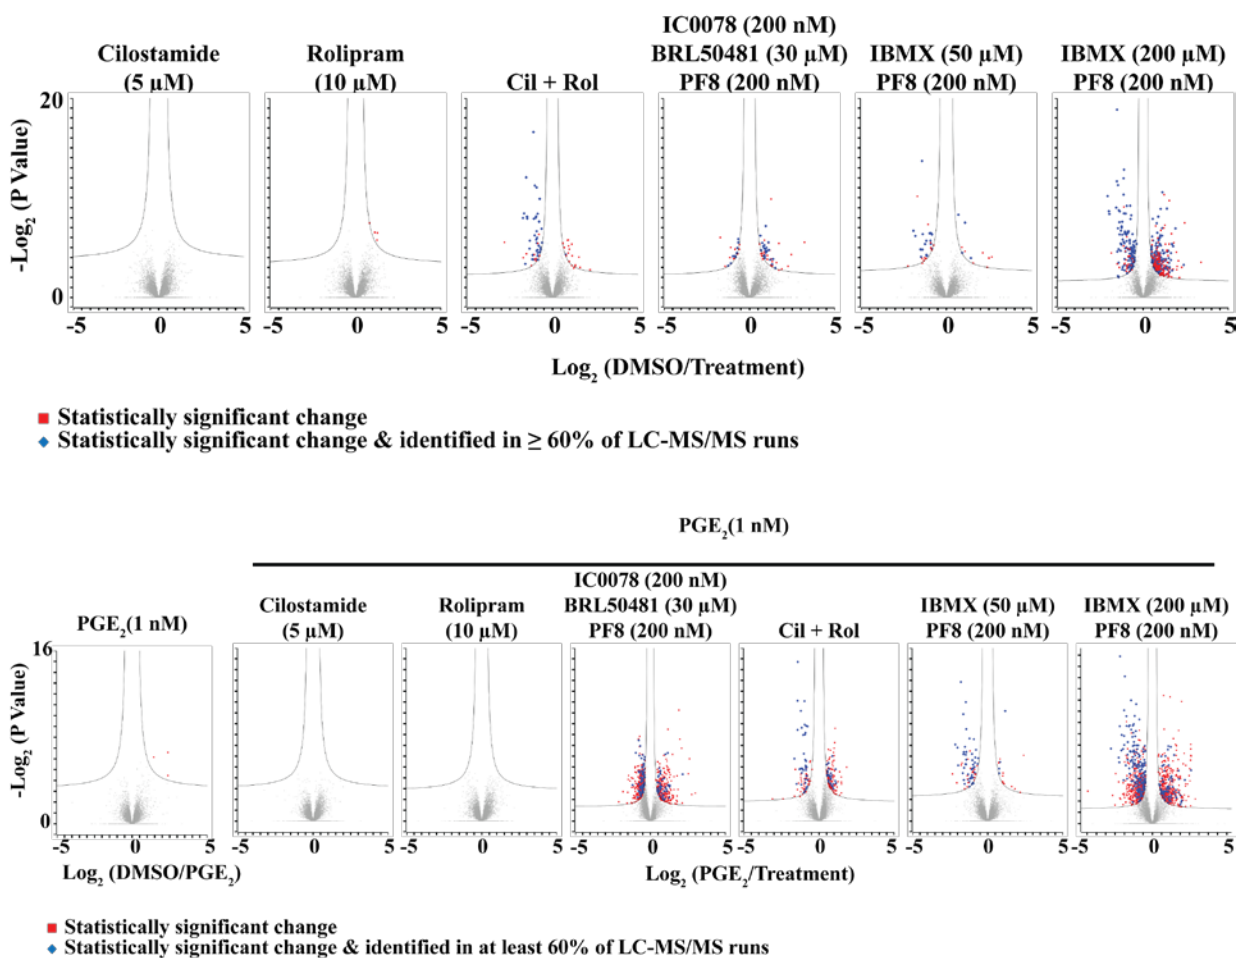 IC0078 (200 nM)
Cilostamide Rolipram BRL50481 (30 µM) IBMX (50 µM) IBMX (200 µM)
(5 µM) (10 µM) Cil + Rol PF8 (200 nM) PF8 (200 nM) PF8 (200 nM)
20
-Log₂ (P Value)
0
-5 0 5 -5 0 5 -5 0 5 -5 0 5 -5 0 5 -5 0 5
Log₂ (DMSO/Treatment)
Statistically significant change
Statistically significant change & identified in ≥ 60% of LC-MS/MS runs
PGE₂(1 nM)
IC0078 (200 nM)
Cilostamide Rolipram BRL50481 (30 µM) IBMX (50 µM) IBMX (200 µM)
PGE₂(1 nM) (5 µM) (10 µM) PF8 (200 nM) Cil + Rol PF8 (200 nM) PF8 (200 nM)
16
-Log₂ (P Value)
0
-5 0 5 -5 0 5 -5 0 5 -5 0 5 -5 0 5 -5 0 5 -5 0 5
Log₂ (DMSO/PGE₂) Log₂ (PGE₂/Treatment)
Statistically significant change
Statistically significant change & identified in at least 60% of LC-MS/MS runs